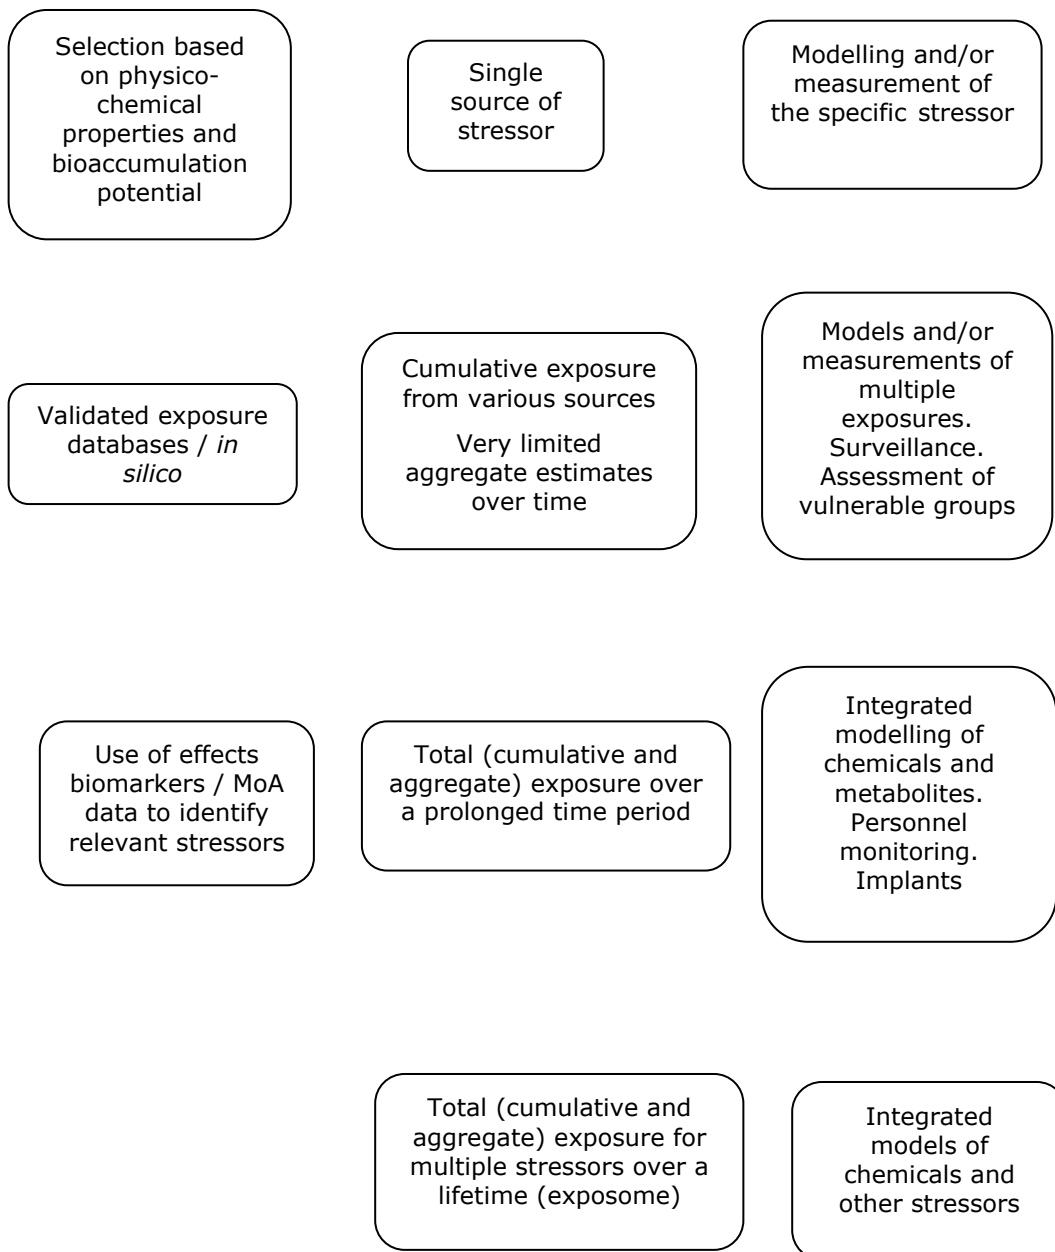 Selection based
on physico-
chemical
properties and
bioaccumulation
potential
Single
source of
stressor
Modelling and/or
measurement of
the specific stressor
Validated exposure
databases / in
silico
Cumulative exposure
from various sources
Very limited
aggregate estimates
over time
Models and/or
measurements of
multiple
exposures.
Surveillance.
Assessment of
vulnerable groups
Use of effects
biomarkers / MoA
data to identify
relevant stressors
Total (cumulative and
aggregate) exposure over
a prolonged time period
Integrated
modelling of
chemicals and
metabolites.
Personnel
monitoring.
Implants
Total (cumulative and
aggregate) exposure for
multiple stressors over a
lifetime (exposome)
Integrated
models of
chemicals and
other stressors